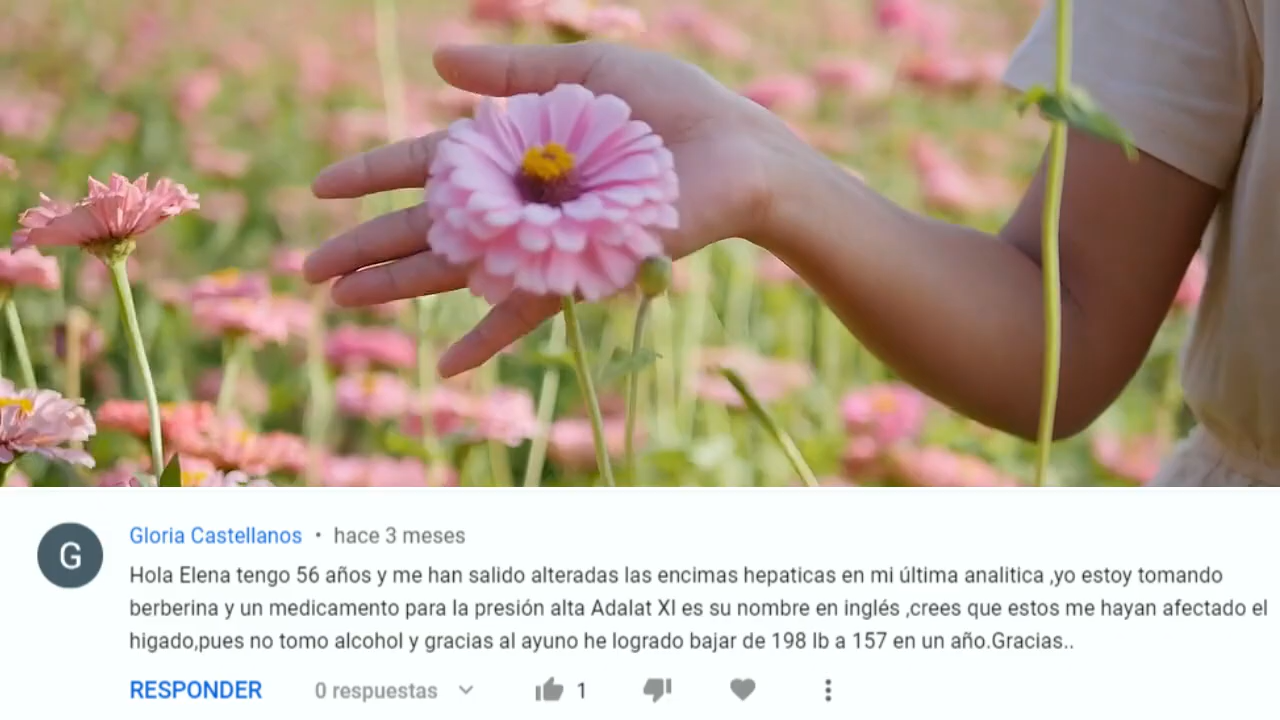 G
Gloria Castellanos • hace 3 meses
Hola Elena tengo 56 años y me han salido alteradas las encimas hepaticas en mi última analitica ,yo estoy tomando
berberina y un medicamento para la presión alta Adalat Xl es su nombre en inglés ,crees que estos me hayan afectado el
higado,pues no tomo alcohol y gracias al ayuno he logrado bajar de 198 lb a 157 en un año.Gracias..
RESPONDER 0 respuestas 1